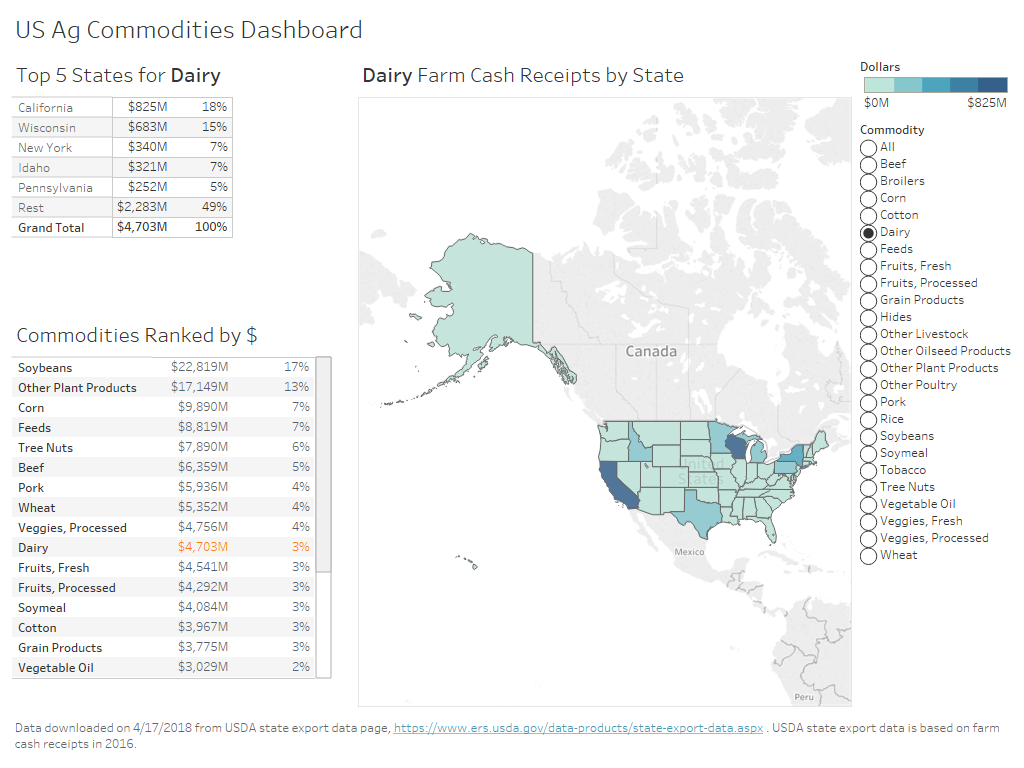 US Ag Commodities Dashboard
Top 5 States for Dairy
California $825M 18%
Wisconsin $683M 15%
New York $340M 7%
Idaho $321M 7%
Pennsylvania $252M 5%
Rest $2,283M 49%
Grand Total $4,703M 100%
Commodities Ranked by $
Soybeans $22,819M 17%
Other Plant Products $17,149M 13%
Corn $9,890M 7%
Feeds $8,819M 7%
Tree Nuts $7,890M 6%
Beef $6,359M 5%
Pork $5,936M 4%
Wheat $5,352M 4%
Veggies, Processed $4,756M 4%
Dairy $4,703M 3%
Fruits, Fresh $4,541M 3%
Fruits, Processed $4,292M 3%
Soymeal $4,084M 3%
Cotton $3,967M 3%
Grain Products $3,775M 3%
Vegetable Oil $3,029M 2%
Dairy Farm Cash Receipts by State
Canada
United
States
Mexico
Peru
Dollars
$0M $825M
Commodity
All
Beef
Broilers
Corn
Cotton
Dairy
Feeds
Fruits, Fresh
Fruits, Processed
Grain Products
Hides
Other Livestock
Other Oilseed Products
Other Plant Products
Other Poultry
Pork
Rice
Soybeans
Soymeal
Tobacco
Tree Nuts
Vegetable Oil
Veggies, Fresh
Veggies, Processed
Wheat
Data downloaded on 4/17/2018 from USDA state export data page, https://www.ers.usda.gov/data-products/state-export-data.aspx . USDA state export data is based on farm
cash receipts in 2016.